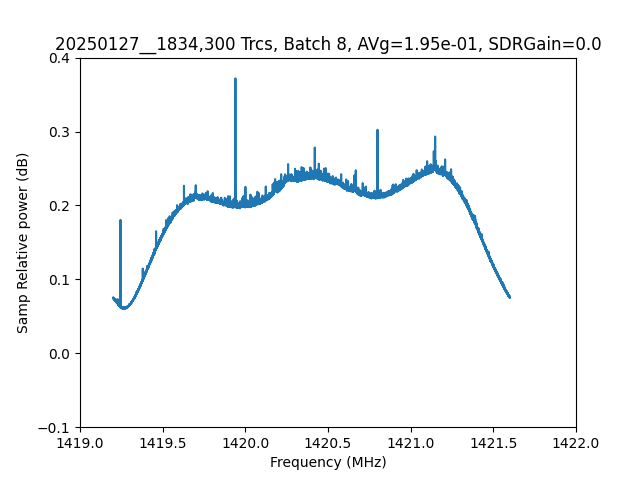 20250127__1834,300 Trcs, Batch 8, AVg=1.95e-01, SDRGain=0.0
0.4
0.3
0.2
0.1
0.0
−0.1
Samp Relative power (dB)
1419.0 1419.5 1420.0 1420.5 1421.0 1421.5 1422.0
Frequency (MHz)